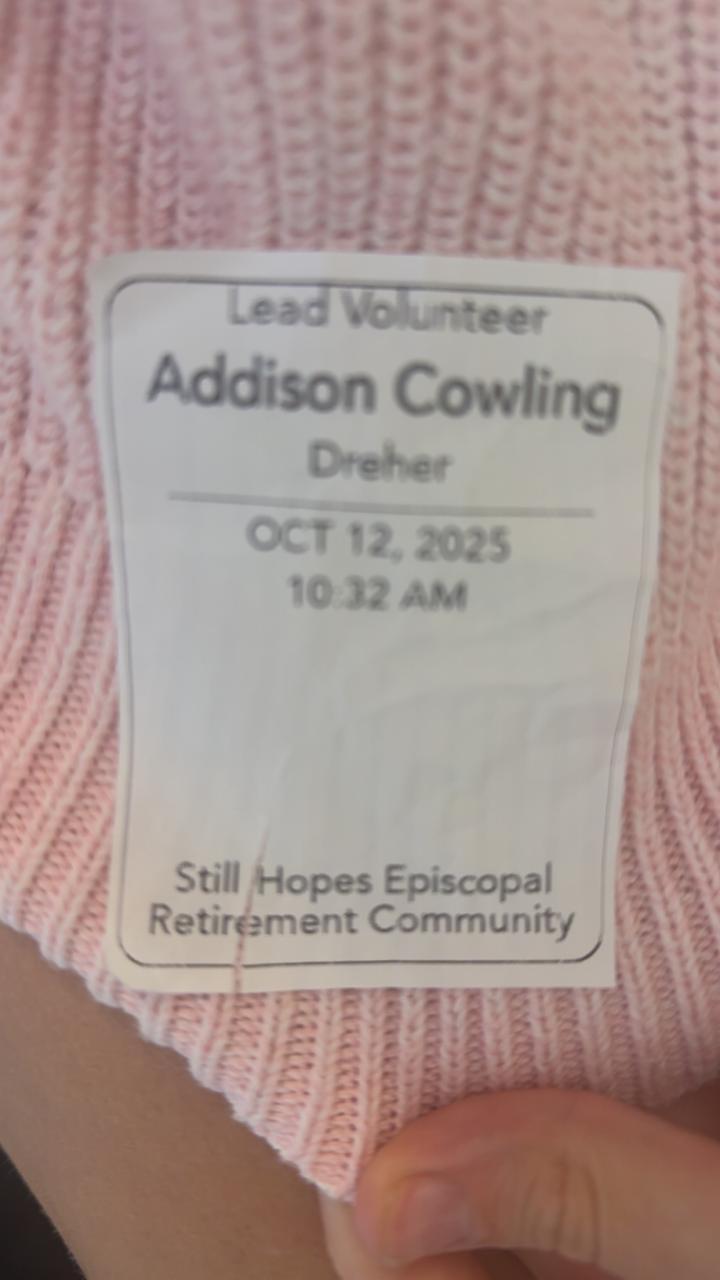 Lead Volunteer
Addison Cowling
Dreher
OCT 12, 2025
10:32 AM
Still Hopes Episcopal
Retirement Community